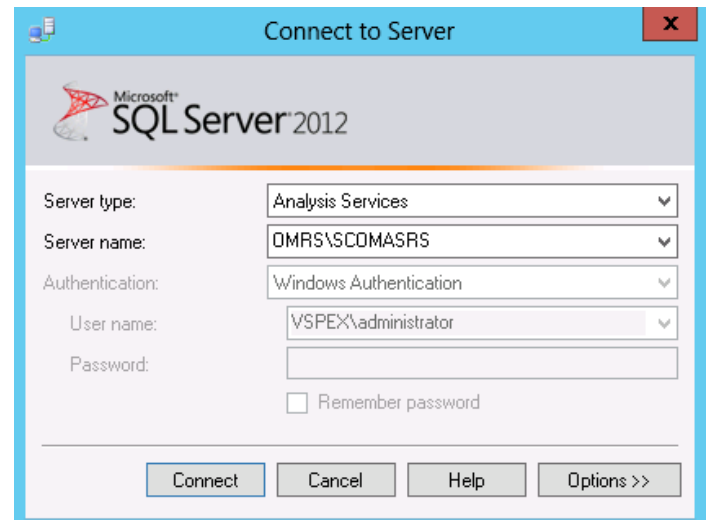 Connect to Server
x
Microsoft®
SQL Server® 2012
Server type: Analysis Services
Server name: OMRS\SCOMASRS
Authentication: Windows Authentication
User name: VSPEX\administrator
Password:
Remember password
Connect Cancel Help Options >>